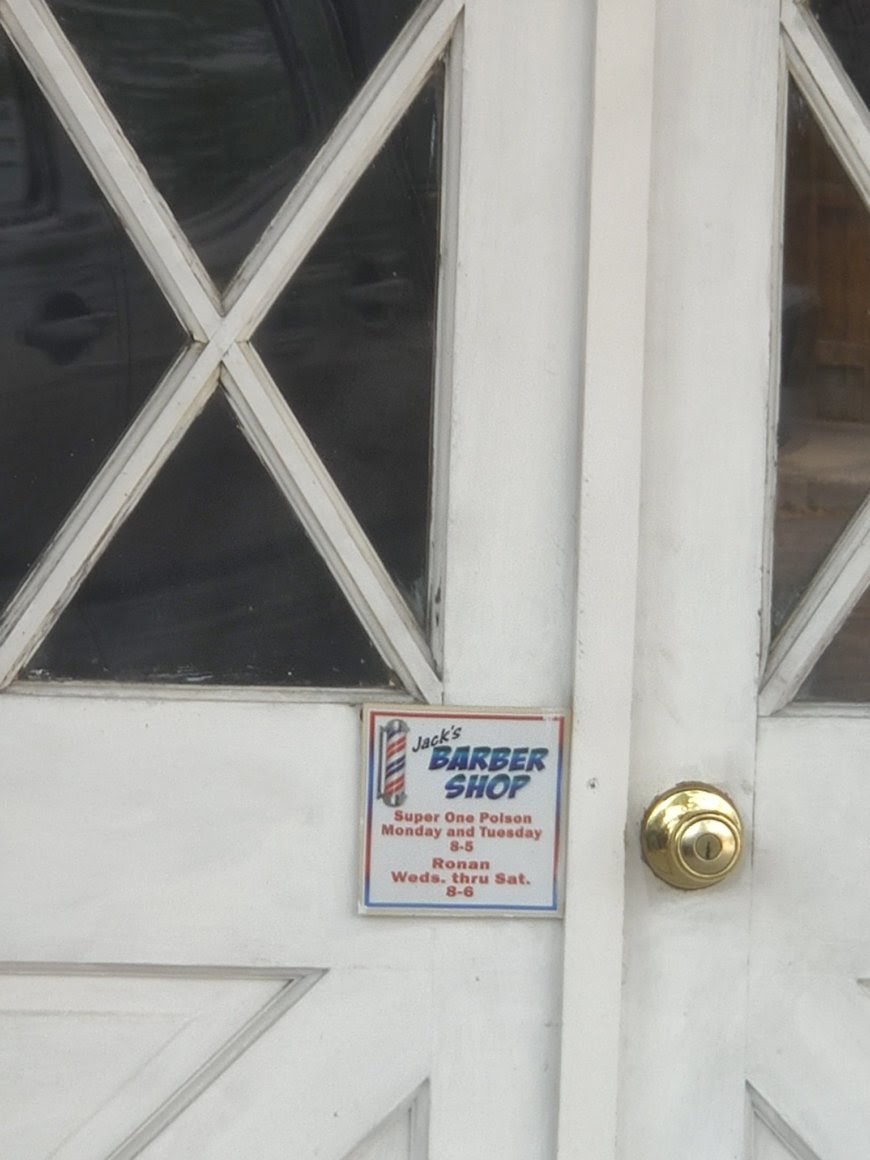 Jack's
BARBER
SHOP
Super One Polson
Monday and Tuesday
8-5
Ronan
Weds. thru Sat.
8-6